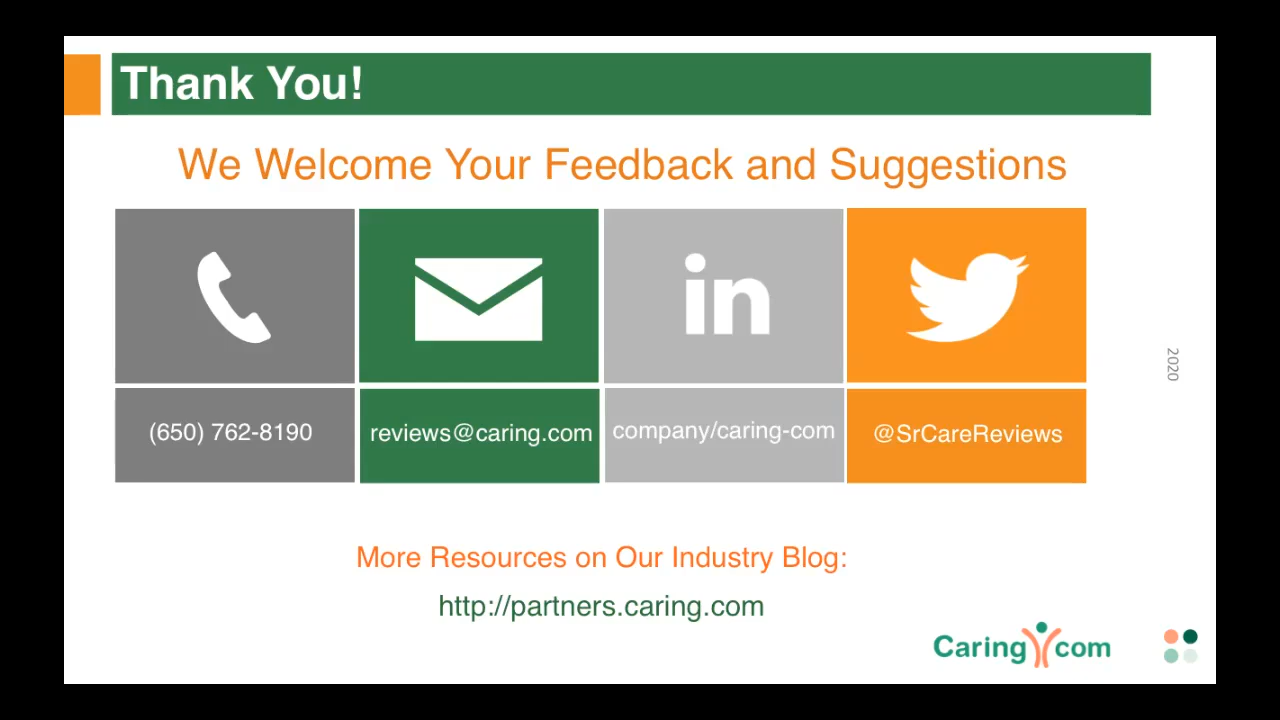 Thank You!
We Welcome Your Feedback and Suggestions
in
(650) 762-8190
reviews@caring.com
company/caring-com
@SrCareReviews
2020
More Resources on Our Industry Blog:
http://partners.caring.com
Caring com